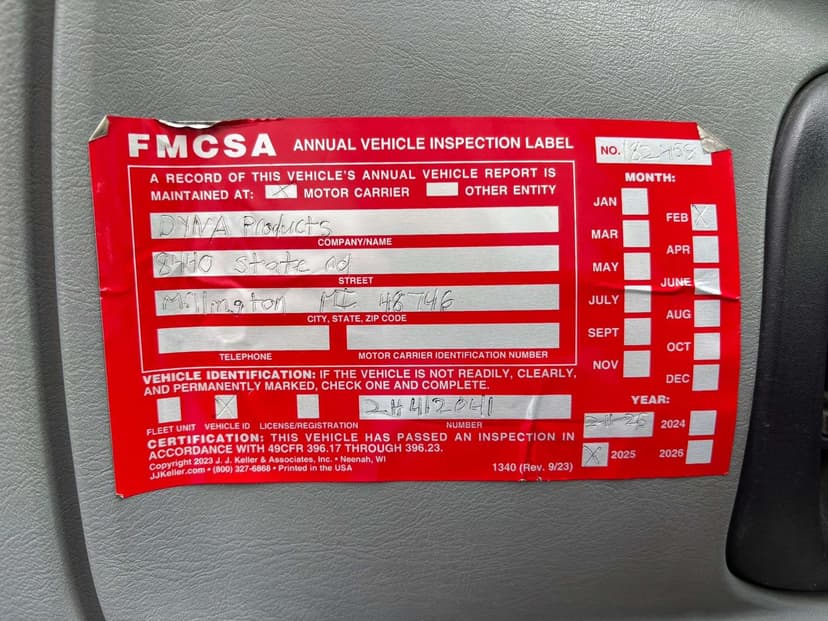 FMCSA ANNUAL VEHICLE INSPECTION LABEL
NO.
A RECORD OF THIS VEHICLE'S ANNUAL VEHICLE REPORT IS
MAINTAINED AT: X MOTOR CARRIER OTHER ENTITY
DYNA Products
COMPANY/NAME
8440 State Rd
STREET
Millington MI 48746
CITY, STATE, ZIP CODE
TELEPHONE
MOTOR CARRIER IDENTIFICATION NUMBER
MONTH:
JAN
FEB X
MAR
APR
MAY
JUNE
JULY
AUG
SEPT
OCT
NOV
DEC
VEHICLE IDENTIFICATION: IF THE VEHICLE IS NOT READILY, CLEARLY,
AND PERMANENTLY MARKED, CHECK ONE AND COMPLETE.
X 2H412041
FLEET UNIT VEHICLE ID LICENSE/REGISTRATION NUMBER
YEAR:
2024
X 2025
2026
CERTIFICATION: THIS VEHICLE HAS PASSED AN INSPECTION IN
ACCORDANCE WITH 49CFR 396.17 THROUGH 396.23.
Copyright 2023 J. J. Keller & Associates, Inc. • Neenah, WI
JJKeller.com • (800) 327-6868 • Printed in the USA
1340 (Rev. 9/23)